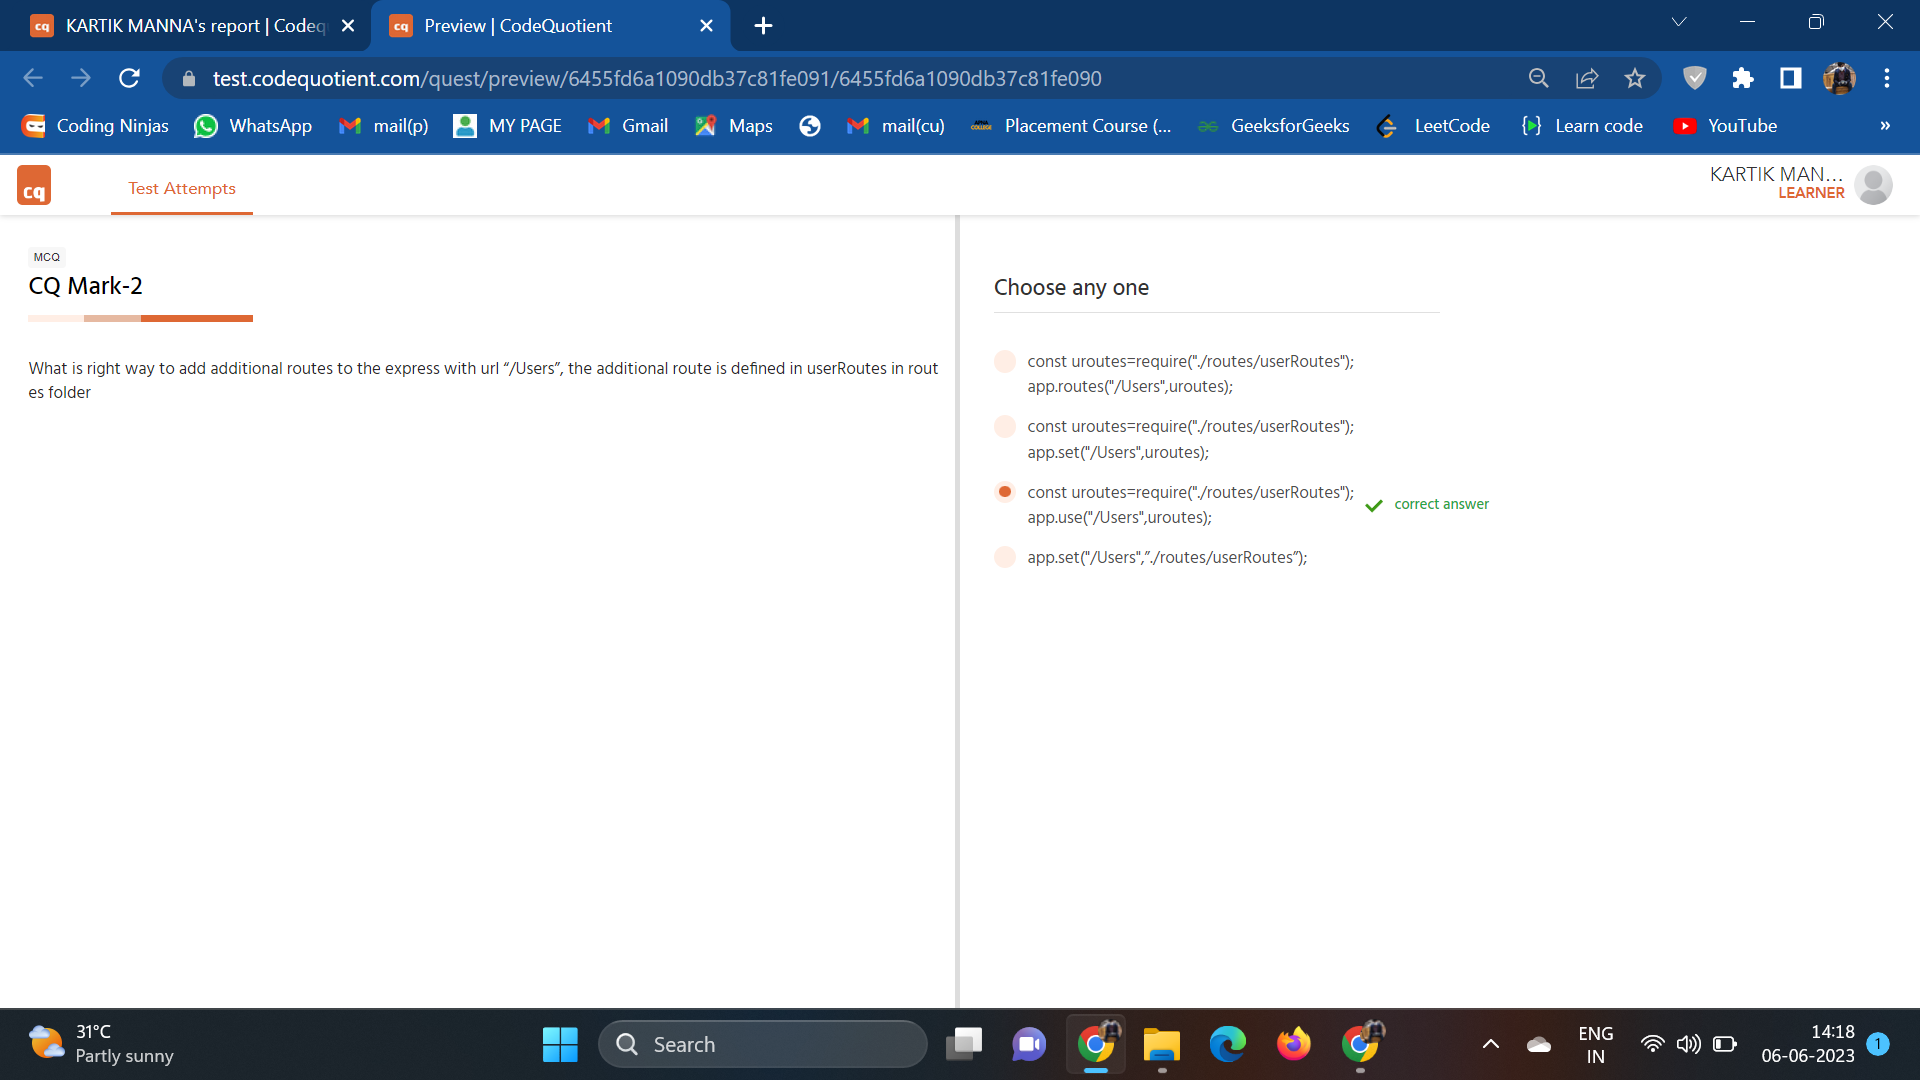 KARTIK MANNA's report | Codeq
Preview | CodeQuotient
test.codequotient.com/quest/preview/6455fd6a1090db37c81fe091/6455fd6a1090db37c81fe090
Coding Ninjas WhatsApp mail(p) MY PAGE Gmail Maps mail(cu) Placement Course (... GeeksforGeeks LeetCode Learn code YouTube »
cq Test Attempts
KARTIK MAN...
LEARNER
MCQ
CQ Mark-2
What is right way to add additional routes to the express with url “/Users”, the additional route is defined in userRoutes in rout
es folder
Choose any one
const uroutes=require("./routes/userRoutes");
app.routes("/Users",uroutes);
const uroutes=require("./routes/userRoutes");
app.set("/Users",uroutes);
const uroutes=require("./routes/userRoutes");
app.use("/Users",uroutes);
correct answer
app.set("/Users",”./routes/userRoutes”);
31°C
Partly sunny
Search
ENG
IN
14:18
06-06-2023
1